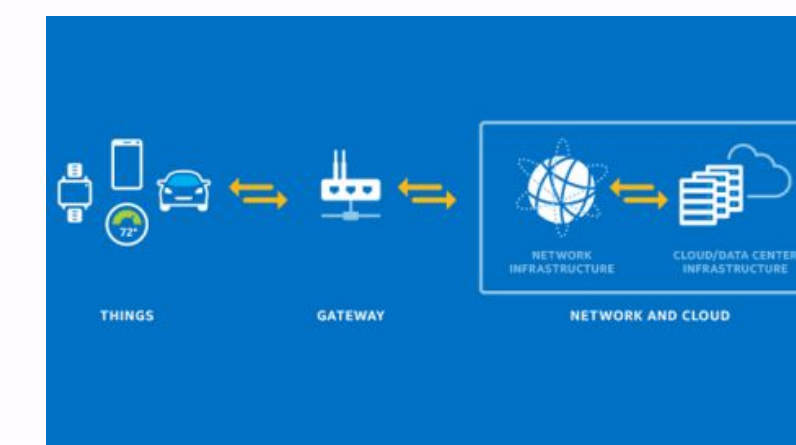 72°
NETWORK
INFRASTRUCTURE
CLOUD/DATA CENTER
INFRASTRUCTURE
THINGS
GATEWAY
NETWORK AND CLOUD